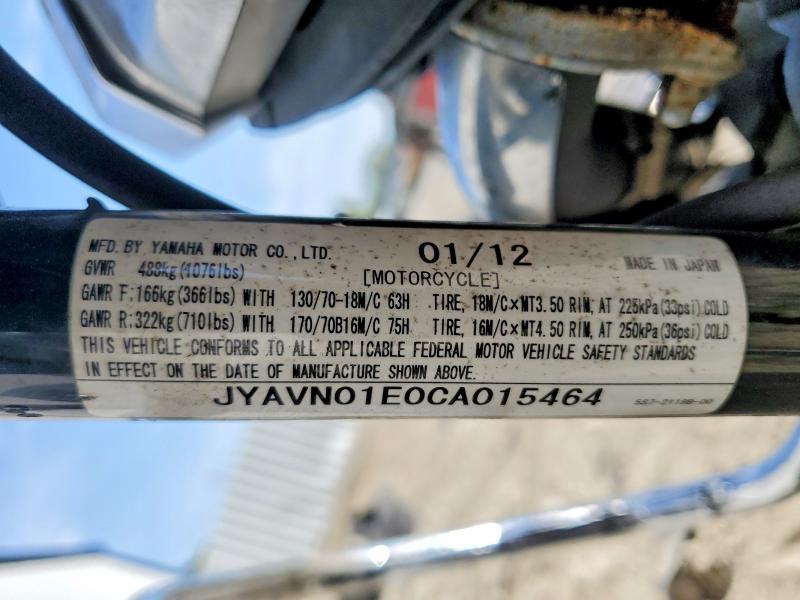 MFD. BY YAMAHA MOTOR CO., LTD. 01/12 MADE IN JAPAN
GVWR 488kg(1076lbs) [MOTORCYCLE]
GAWR F:166kg(366lbs) WITH 130/70-18M/C 63H TIRE, 18M/C×MT3.50 RIM, AT 225kPa(33psi)COLD
GAWR R:322kg(710lbs) WITH 170/70B16M/C 75H TIRE, 16M/C×MT4.50 RIM, AT 250kPa(36psi)COLD
THIS VEHICLE CONFORMS TO ALL APPLICABLE FEDERAL MOTOR VEHICLE SAFETY STANDARDS
IN EFFECT ON THE DATE OF MANUFACTURE SHOWN ABOVE.
JYAVN01E0CA015464 5S7-2118B-00